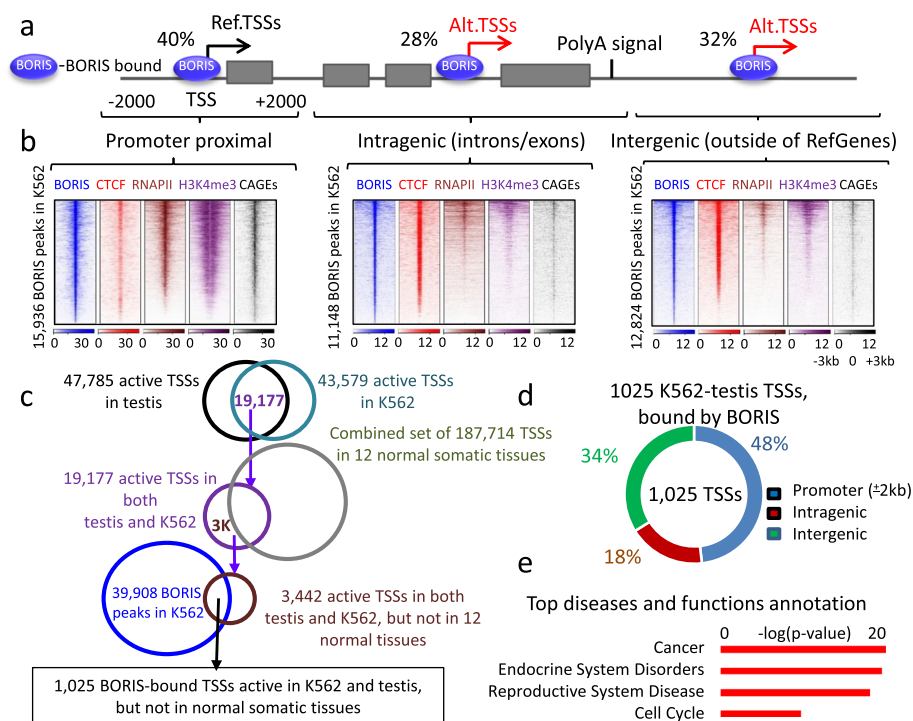 a
40%
Ref.TSSs
28%
Alt.TSSs
PolyA signal
32%
Alt.TSSs
BORIS
-BORIS bound
BORIS
BORIS
BORIS
-2000
TSS
+2000
b
Promoter proximal
Intragenic (introns/exons)
Intergenic (outside of RefGenes)
15,936 BORIS peaks in K562
BORIS CTCF RNAPII H3K4me3 CAGEs
0 30 0 30 0 30 0 30 0 30
11,148 BORIS peaks in K562
BORIS CTCF RNAPII H3K4me3 CAGEs
0 12 0 12 0 12 0 12 0 12
12,824 BORIS peaks in K562
BORIS CTCF RNAPII H3K4me3 CAGEs
0 12 0 12 0 12 0 12 0 12
-3kb 0 +3kb
c
47,785 active TSSs
in testis
19,177
43,579 active TSSs
in K562
Combined set of 187,714 TSSs
in 12 normal somatic tissues
19,177 active TSSs in
both
testis and K562
3K
39,908 BORIS
peaks in K562
3,442 active TSSs in both
testis and K562, but not in 12
normal tissues
1,025 BORIS-bound TSSs active in K562 and testis,
but not in normal somatic tissues
d
1025 K562-testis TSSs,
bound by BORIS
34%
48%
18%
1,025 TSSs
Promoter (±2kb)
Intragenic
Intergenic
e
Top diseases and functions annotation
0 -log(p-value) 20
Cancer
Endocrine System Disorders
Reproductive System Disease
Cell Cycle